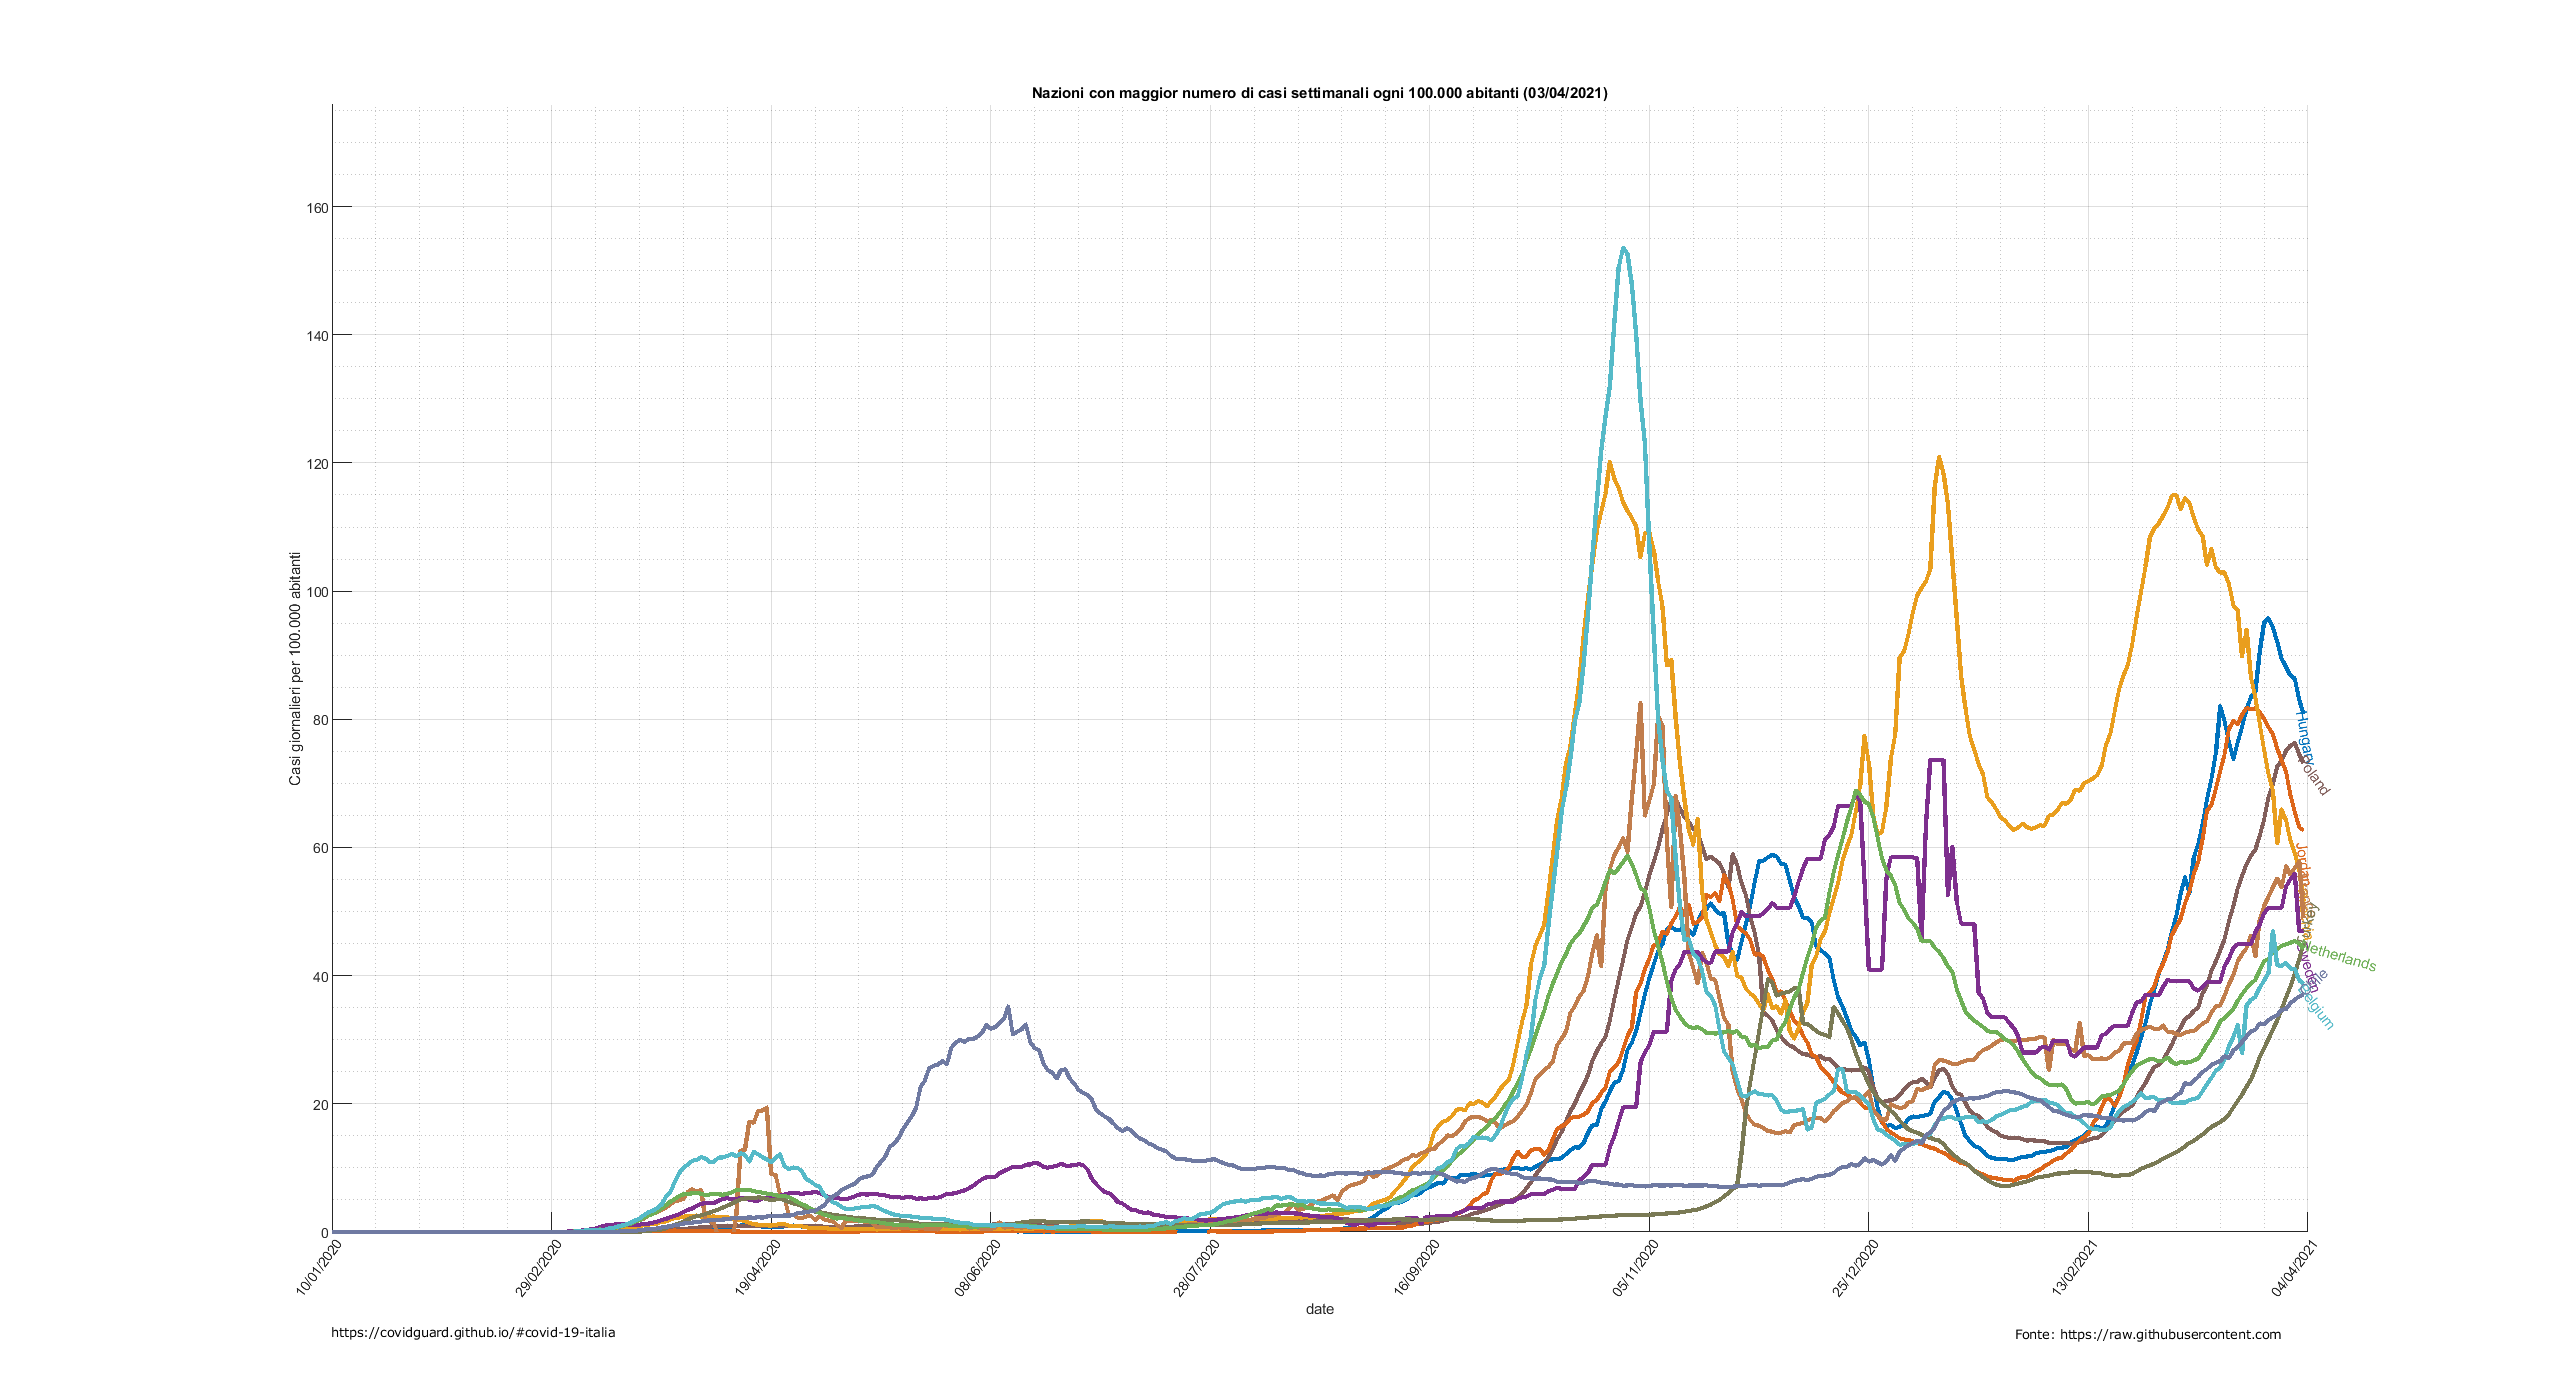 Nazioni con maggior numero di casi settimanali ogni 100.000 abitanti (03/04/2021)
Casi giornalieri per 100.000 abitanti
160
140
120
100
80
60
40
20
0
Hungary
Poland
Netherlands
Sweden
Belgium
10/01/2020
29/02/2020
19/04/2020
08/06/2020
28/07/2020
16/09/2020
05/11/2020
25/12/2020
13/02/2021
04/04/2021
date
https://covidguard.github.io/#covid-19-italia
Fonte: https://raw.githubusercontent.com